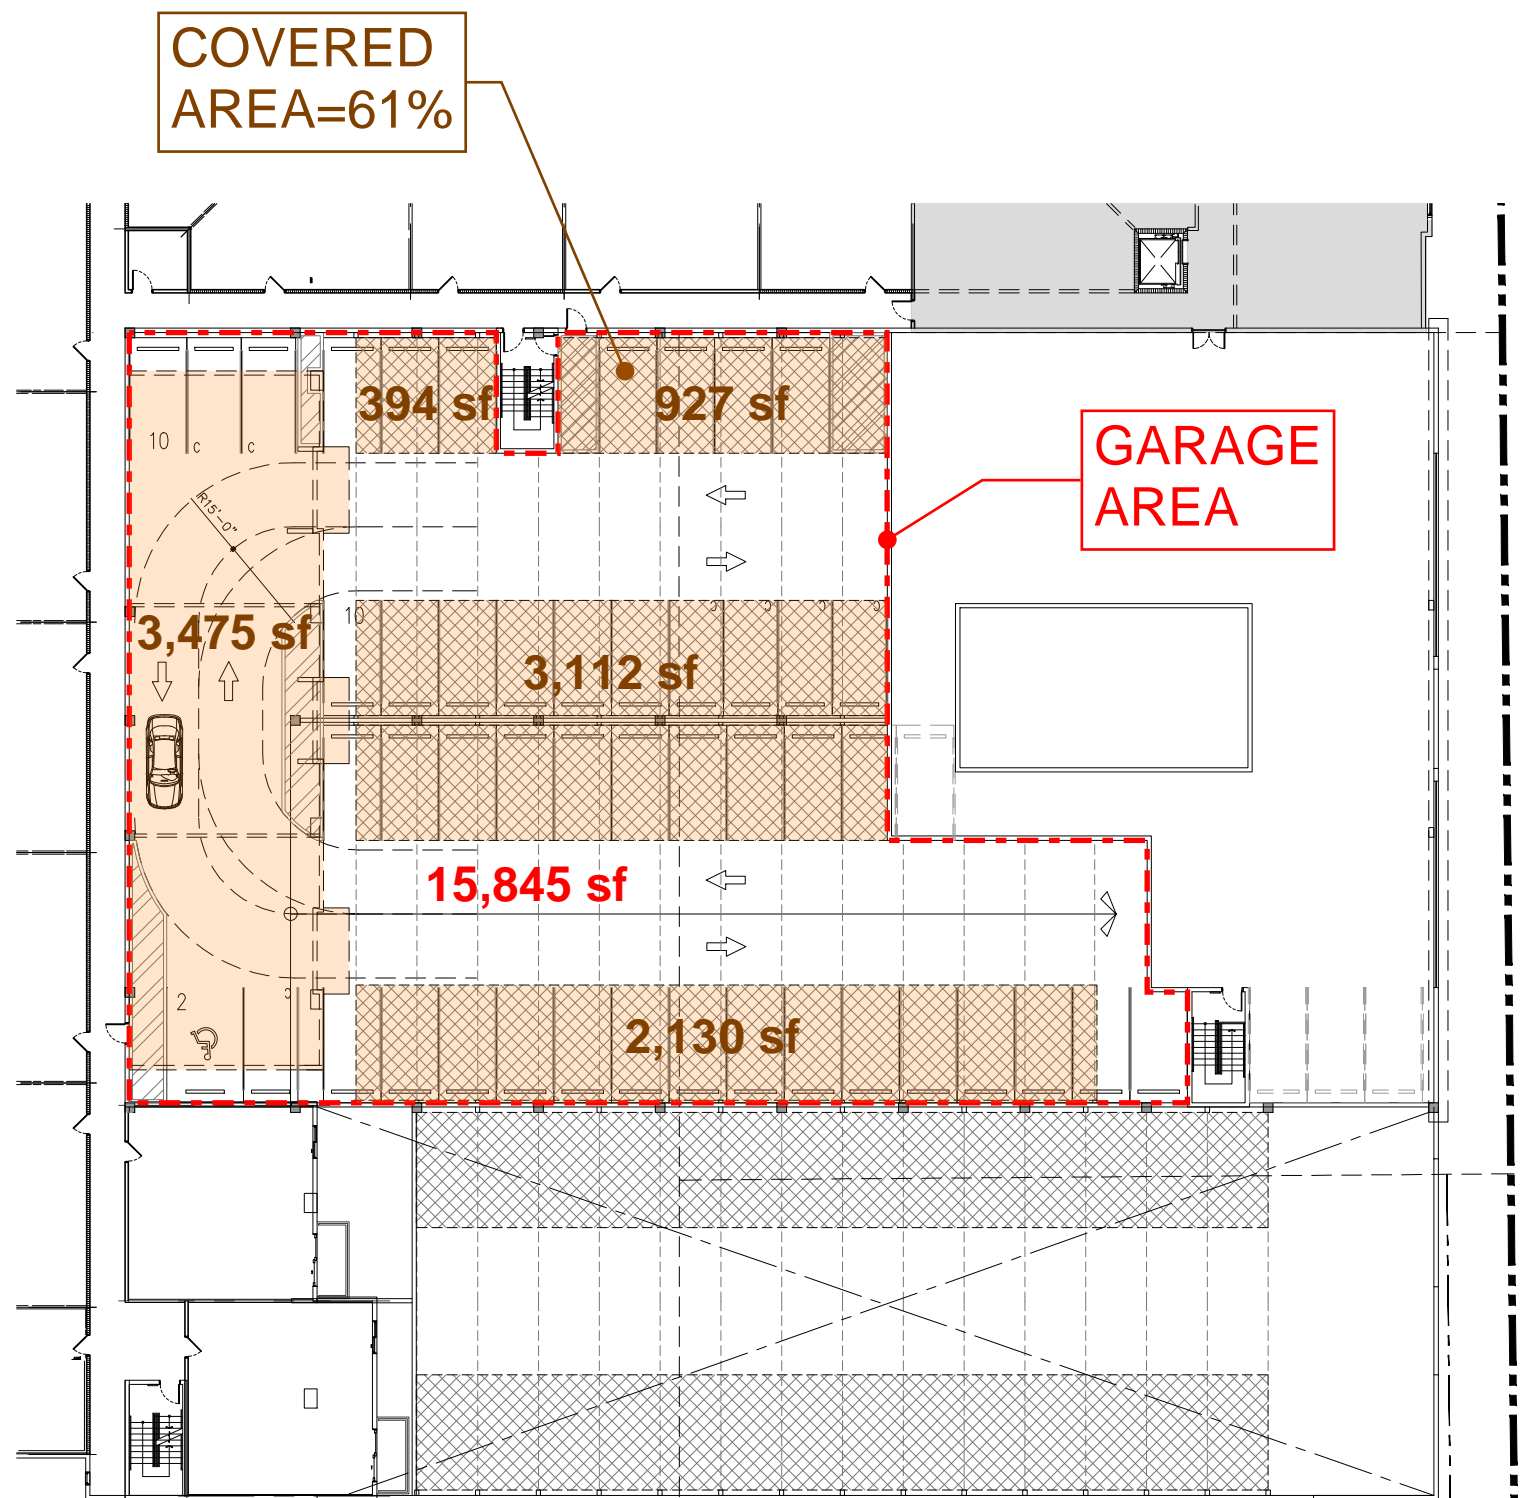 COVERED
AREA=61%
394 sf
927 sf
GARAGE
AREA
10
c
c
R15'-0"
10
3,475 sf
3,112 sf
15,845 sf
2
2,130 sf